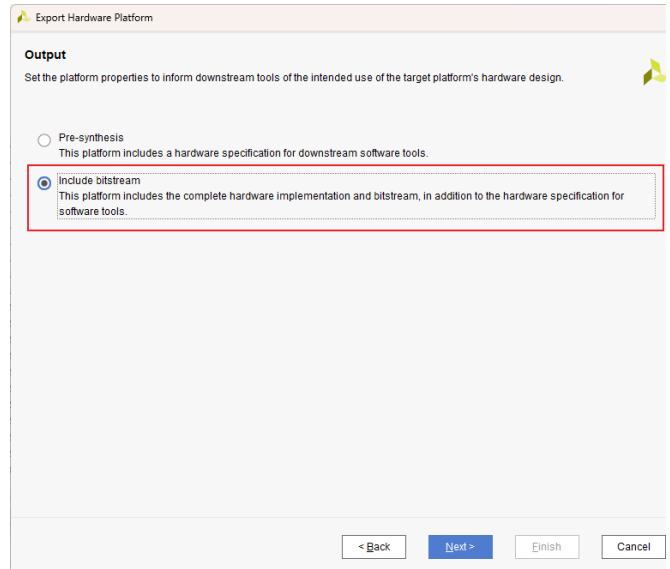 Export Hardware Platform
Output
Set the platform properties to inform downstream tools of the intended use of the target platform's hardware design.
Pre-synthesis
This platform includes a hardware specification for downstream software tools.
Include bitstream
This platform includes the complete hardware implementation and bitstream, in addition to the hardware specification for
software tools.
< Back
Next >
Finish
Cancel